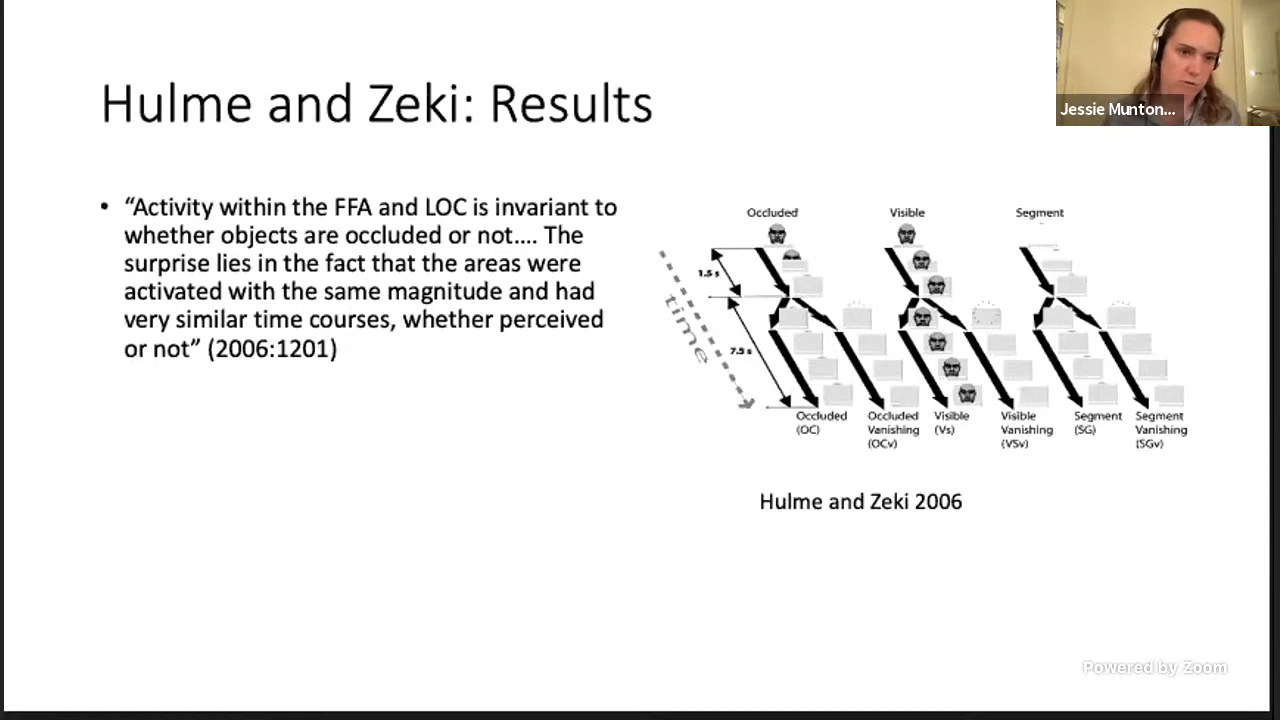 Jessie Munton...
Hulme and Zeki: Results
• “Activity within the FFA and LOC is invariant to
whether objects are occluded or not.... The
surprise lies in the fact that the areas were
activated with the same magnitude and had
very similar time courses, whether perceived
or not” (2006:1201)
Occluded
Visible
Segment
1.5 s
time
7.5 s
Occluded
(OC)
Occluded
Vanishing
(OCv)
Visible
(Vs)
Visible
Vanishing
(VSv)
Segment
(SG)
Segment
Vanishing
(SGv)
Hulme and Zeki 2006
Powered by Zoom